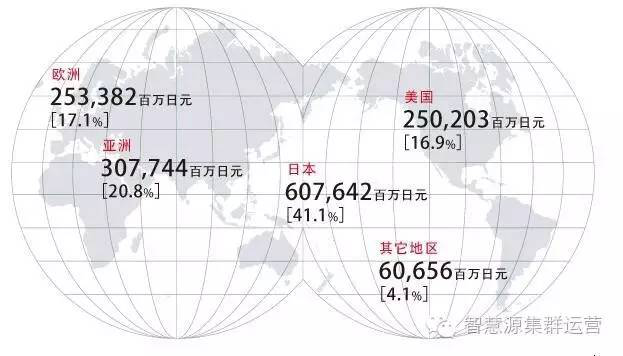 欧洲
253,382百万日元
[17.1%]
亚洲
307,744百万日元
[20.8%]
日本
607,642百万日元
[41.1%]
美国
250,203百万日元
[16.9%]
其它地区
60,656百万日元
[4.1%]
智慧源集群运营